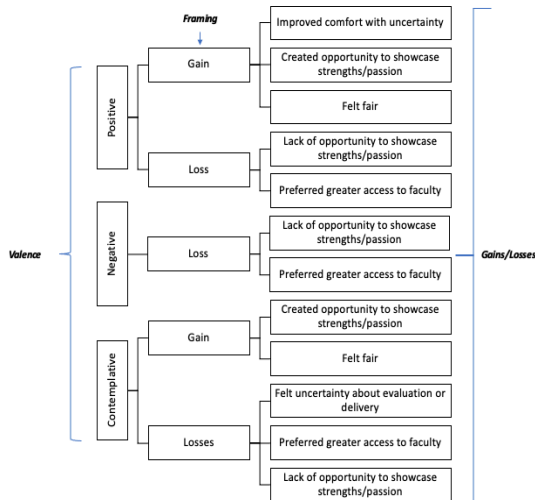 Framing
Improved comfort with uncertainty
Gain
Created opportunity to showcase
strengths/passion
Felt fair
Positive
Lack of opportunity to showcase
strengths/passion
Loss
Preferred greater access to faculty
Negative
Lack of opportunity to showcase
strengths/passion
Loss
Preferred greater access to faculty
Valence
Gains/Losses
Contemplative
Created opportunity to showcase
strengths/passion
Gain
Felt fair
Felt uncertainty about evaluation or
delivery
Losses
Preferred greater access to faculty
Lack of opportunity to showcase
strengths/passion